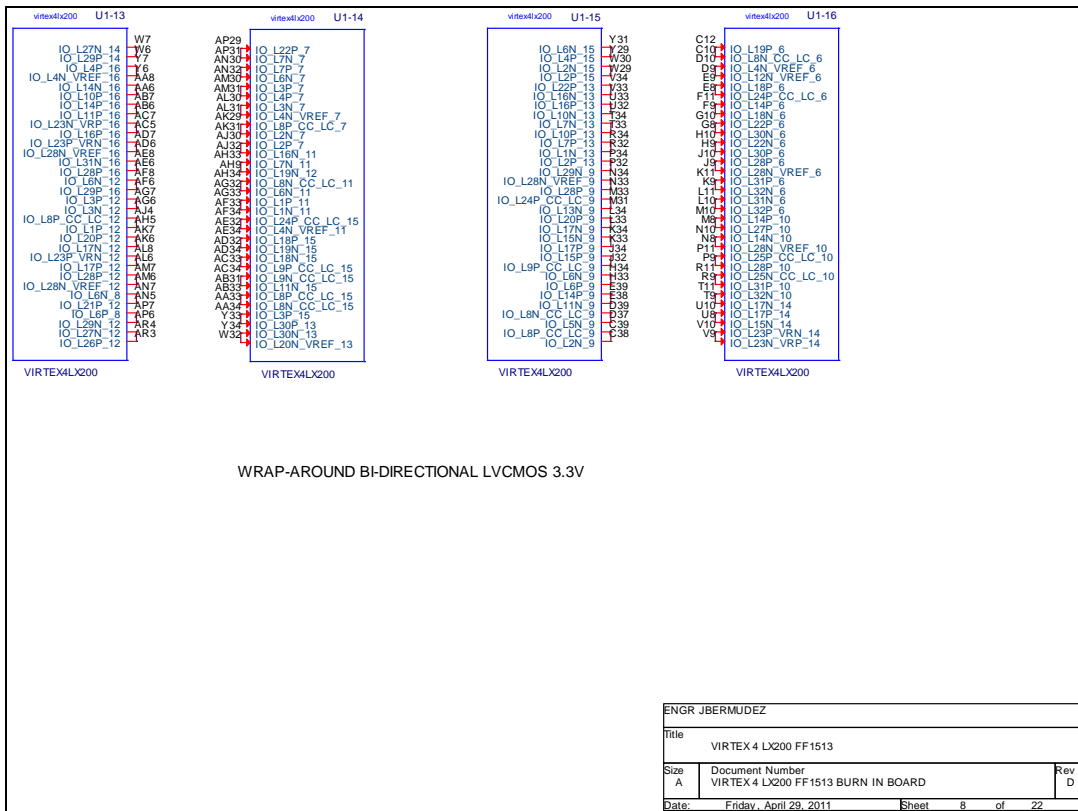 virtex4lx200 U1-13
IO_L27N_14 W7
IO_L29P_14 W6
IO_L4P_16 Y7
IO_L4N_VREF_16 Y6
IO_L14N_16 AA8
IO_L10P_16 AA6
IO_L14P_16 AB7
IO_L11P_16 AB6
IO_L23N_VRP_16 AC7
IO_L16P_16 AC5
IO_L23P_VRN_16 AD7
IO_L28N_VREF_16 AD6
IO_L31N_16 AE8
IO_L28P_16 AE6
IO_L6N_12 AF8
IO_L29P_16 AF6
IO_L3P_12 AG7
IO_L3N_12 AG6
IO_L8P_CC_LC_12 AJ4
IO_L1P_12 AH5
IO_L20P_12 AK7
IO_L17N_12 AK6
IO_L23P_VRN_12 AL8
IO_L17P_12 AL6
IO_L28P_12 AM7
IO_L28N_VREF_12 AM6
IO_L6N_8 AN7
IO_L21P_12 AN5
IO_L6P_8 AP7
IO_L29N_12 AP6
IO_L27N_12 AR4
IO_L26P_12 AR3
VIRTEX4LX200
virtex4lx200 U1-14
AP29 IO_L22P_7
AP31 IO_L7N_7
AN30 IO_L7P_7
AN32 IO_L6N_7
AM30 IO_L3P_7
AM31 IO_L4P_7
AL30 IO_L3N_7
AL31 IO_L4N_VREF_7
AK29 IO_L8P_CC_LC_7
AK31 IO_L2N_7
AJ30 IO_L2P_7
AJ32 IO_L16N_11
AH33 IO_L7N_11
AH9 IO_L19N_12
AH34 IO_L8N_CC_LC_11
AG32 IO_L6N_11
AG33 IO_L1P_11
AF33 IO_L1N_11
AF34 IO_L24P_CC_LC_15
AE32 IO_L4N_VREF_11
AE34 IO_L18P_15
AD32 IO_L19N_15
AD34 IO_L18N_15
AC33 IO_L9P_CC_LC_15
AC34 IO_L9N_CC_LC_15
AB31 IO_L11N_15
AB33 IO_L8P_CC_LC_15
AA33 IO_L8N_CC_LC_15
AA34 IO_L3P_15
Y33 IO_L30P_13
Y34 IO_L30N_13
W32 IO_L20N_VREF_13
VIRTEX4LX200
virtex4lx200 U1-15
IO_L6N_15 Y31
IO_L4P_15 Y29
IO_L2N_15 W30
IO_L2P_15 W29
IO_L22P_13 V34
IO_L16N_13 V33
IO_L16P_13 U33
IO_L10N_13 U32
IO_L7N_13 T34
IO_L10P_13 T33
IO_L7P_13 R34
IO_L1N_13 R32
IO_L2P_13 P34
IO_L29N_9 P32
IO_L28N_VREF_9 N34
IO_L28P_9 N33
IO_L24P_CC_LC_9 M33
IO_L13N_9 M31
IO_L20P_9 L34
IO_L17N_9 L33
IO_L15N_9 K34
IO_L17P_9 K33
IO_L15P_9 J34
IO_L9P_CC_LC_9 J32
IO_L6N_9 H34
IO_L6P_9 H33
IO_L14P_9 E39
IO_L11N_9 E38
IO_L8N_CC_LC_9 D39
IO_L5N_9 D37
IO_L8P_CC_LC_9 C39
IO_L2N_9 C38
VIRTEX4LX200
virtex4lx200 U1-16
C12 IO_L19P_6
C10 IO_L8N_CC_LC_6
D10 IO_L4N_VREF_6
D9 IO_L12N_VREF_6
E9 IO_L18P_6
E8 IO_L24P_CC_LC_6
F11 IO_L14P_6
F9 IO_L18N_6
G10 IO_L22P_6
G8 IO_L30N_6
H10 IO_L22N_6
H9 IO_L30P_6
J10 IO_L28P_6
J9 IO_L28N_VREF_6
K11 IO_L31P_6
K9 IO_L32N_6
L11 IO_L31N_6
L10 IO_L32P_6
M10 IO_L14P_10
M8 IO_L27P_10
N10 IO_L14N_10
N8 IO_L28N_VREF_10
P11 IO_L25P_CC_LC_10
P9 IO_L28P_10
R11 IO_L25N_CC_LC_10
R9 IO_L31P_10
T11 IO_L32N_10
T9 IO_L17N_14
U10 IO_L17P_14
U8 IO_L15N_14
V10 IO_L23P_VRN_14
V9 IO_L23N_VRP_14
VIRTEX4LX200
WRAP-AROUND BI-DIRECTIONAL LVCMOS 3.3V
ENGR JBERMUDEZ
Title
VIRTEX 4 LX200 FF1513
Size Document Number Rev
A VIRTEX 4 LX200 FF1513 BURN IN BOARD D
Date: Friday, April 29, 2011 Sheet 8 of 22